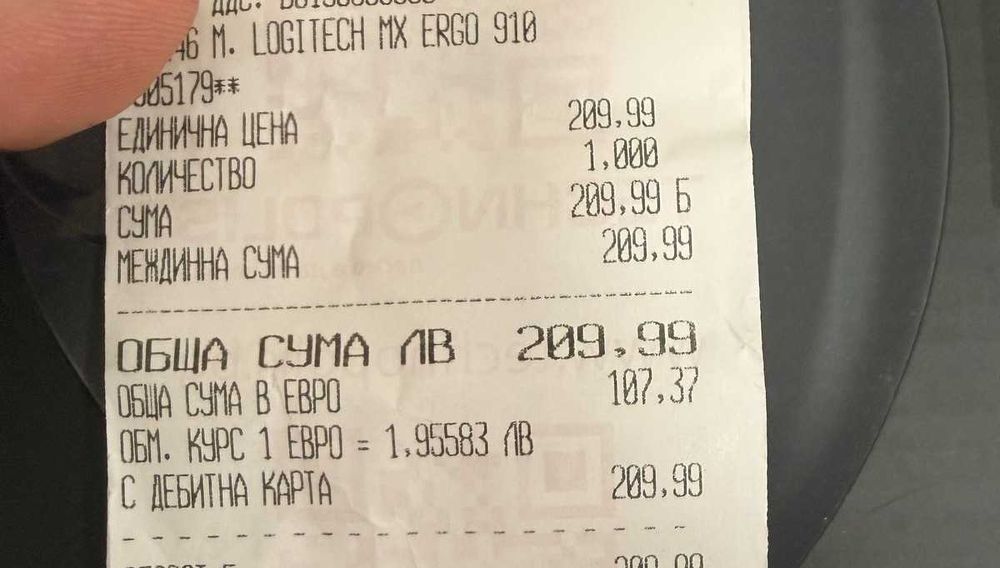 ДДС:
М. LOGITECH MX ERGO 910
05179**
ЕДИНИЧНА ЦЕНА 209,99
КОЛИЧЕСТВО 1,000
СУМА 209,99 Б
МЕЖДИННА СУМА 209,99
ОБЩА СУМА ЛВ 209,99
ОБЩА СУМА В ЕВРО 107,37
ОБМ. КУРС 1 ЕВРО = 1,95583 ЛВ
С ДЕБИТНА КАРТА 209,99